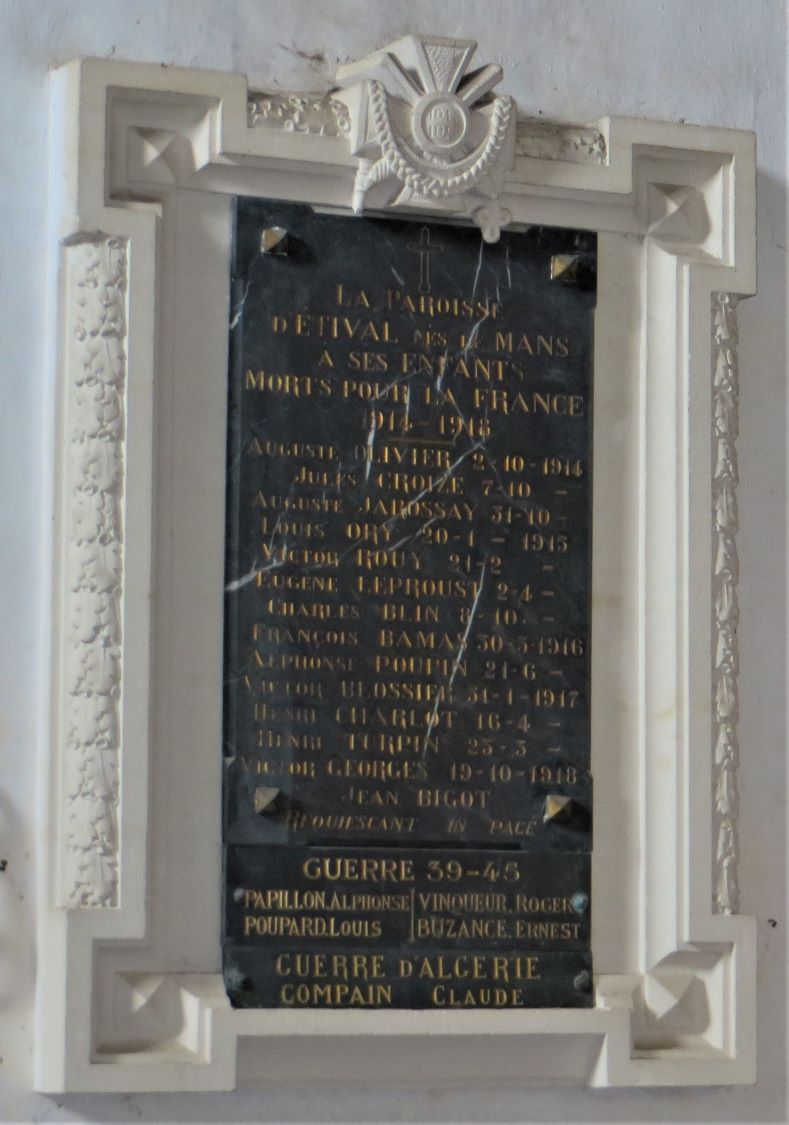 LA PAROISSE
D'ETIVAL LÈS LE MANS
A SES ENFANTS
MORTS POUR LA FRANCE
1914-1918
AUGUSTE OLIVIER 2-10-1914
JULES CROIZE 7-10 -
AUGUSTE JAROSSAY 31-10 -
LOUIS ORY 20-1 - 1915
VICTOR ROUY 21-2 -
EUGÈNE LEPROUST 2-4 -
CHARLES BLIN 8-10 -
FRANÇOIS BAMAS 30-3-1916
ALPHONSE POUPIN 21-6 -
VICTOR BLOSSIER 31-1-1917
HENRI CHARLOT 16-4 -
HENRI TURPIN 25-5 -
VICTOR GEORGES 19-10-1918
JEAN BIGOT
REQUIESCANT IN PACE
GUERRE 39-45
PAPILLON.ALPHONSE VINQUEUR.ROGER
POUPARD.LOUIS BUZANCE.ERNEST
GUERRE D'ALGERIE
COMPAIN CLAUDE